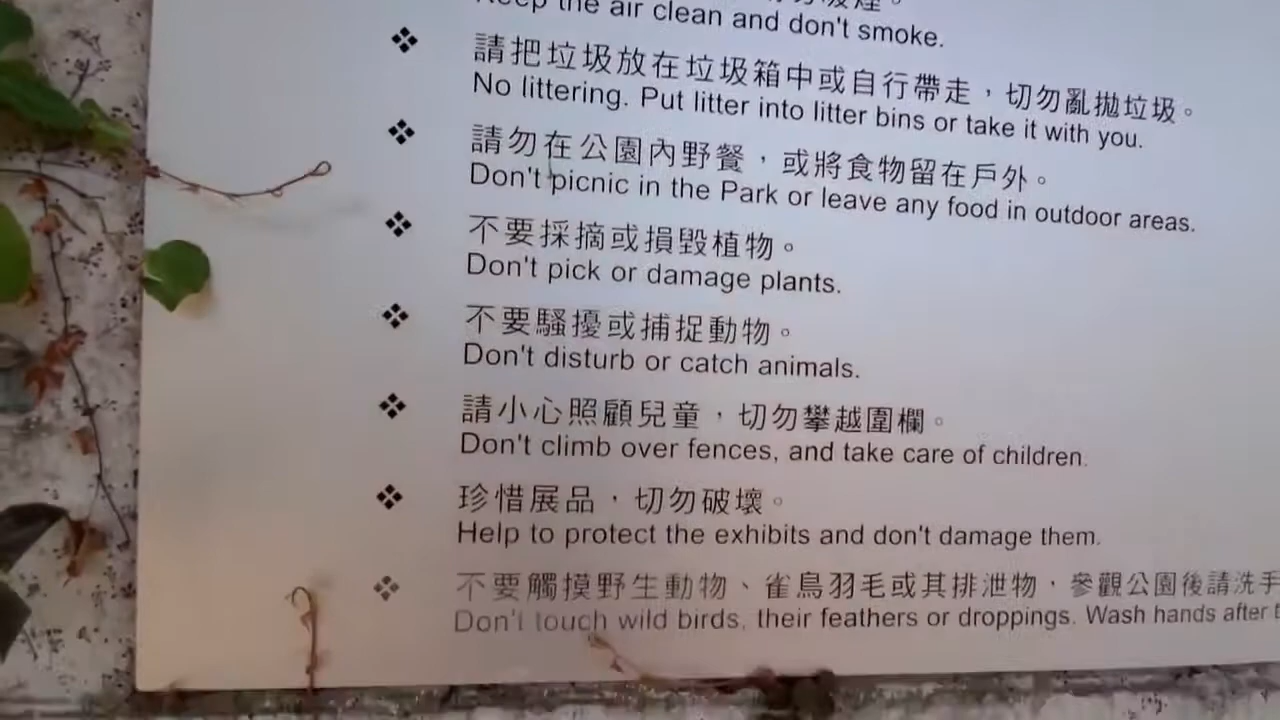 Keep the air clean and don't smoke.
❖ 請把垃圾放在垃圾箱中或自行帶走，切勿亂拋垃圾。
No littering. Put litter into litter bins or take it with you.
❖ 請勿在公園內野餐，或將食物留在戶外。
Don't picnic in the Park or leave any food in outdoor areas.
❖ 不要採摘或損毀植物。
Don't pick or damage plants.
❖ 不要騷擾或捕捉動物。
Don't disturb or catch animals.
❖ 請小心照顧兒童，切勿攀越圍欄。
Don't climb over fences, and take care of children.
❖ 珍惜展品，切勿破壞。
Help to protect the exhibits and don't damage them.
❖ 不要觸摸野生動物、雀鳥羽毛或其排泄物，參觀公園後請洗手
Don't touch wild birds, their feathers or droppings. Wash hands after